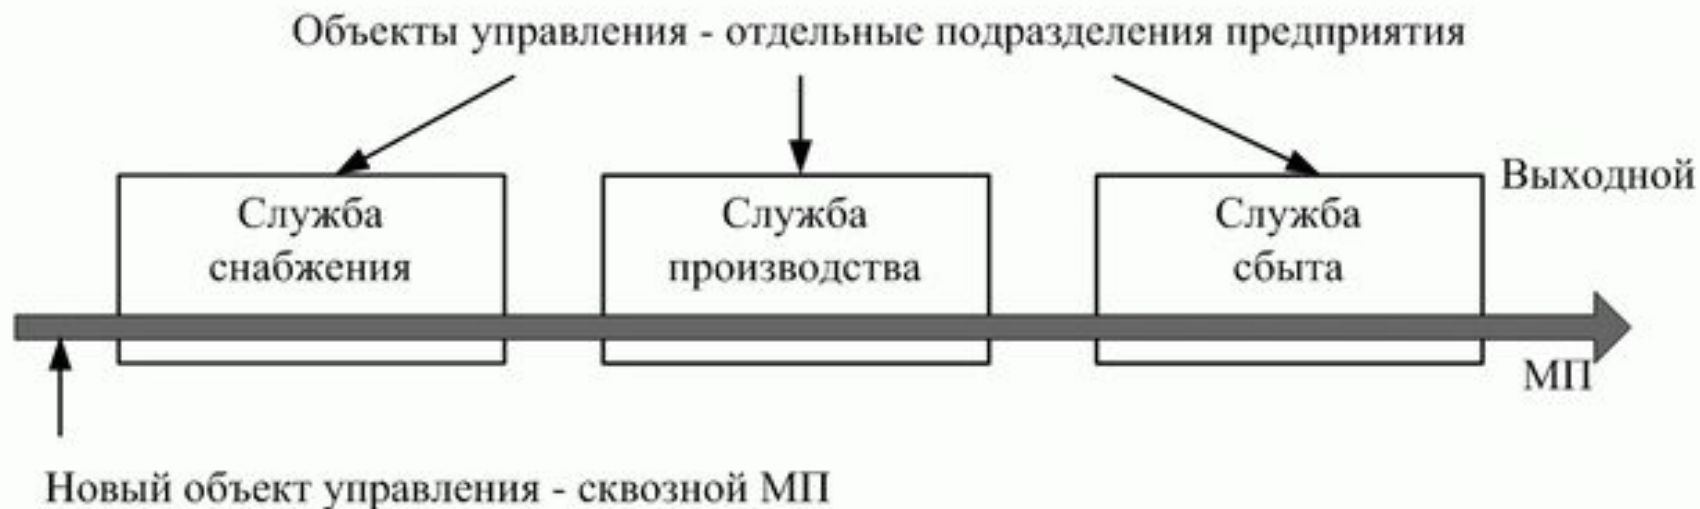 Объекты управления - отдельные подразделения предприятия
Служба
снабжения
Служба
производства
Служба
сбыта
Выходной
МП
Новый объект управления - сквозной МП